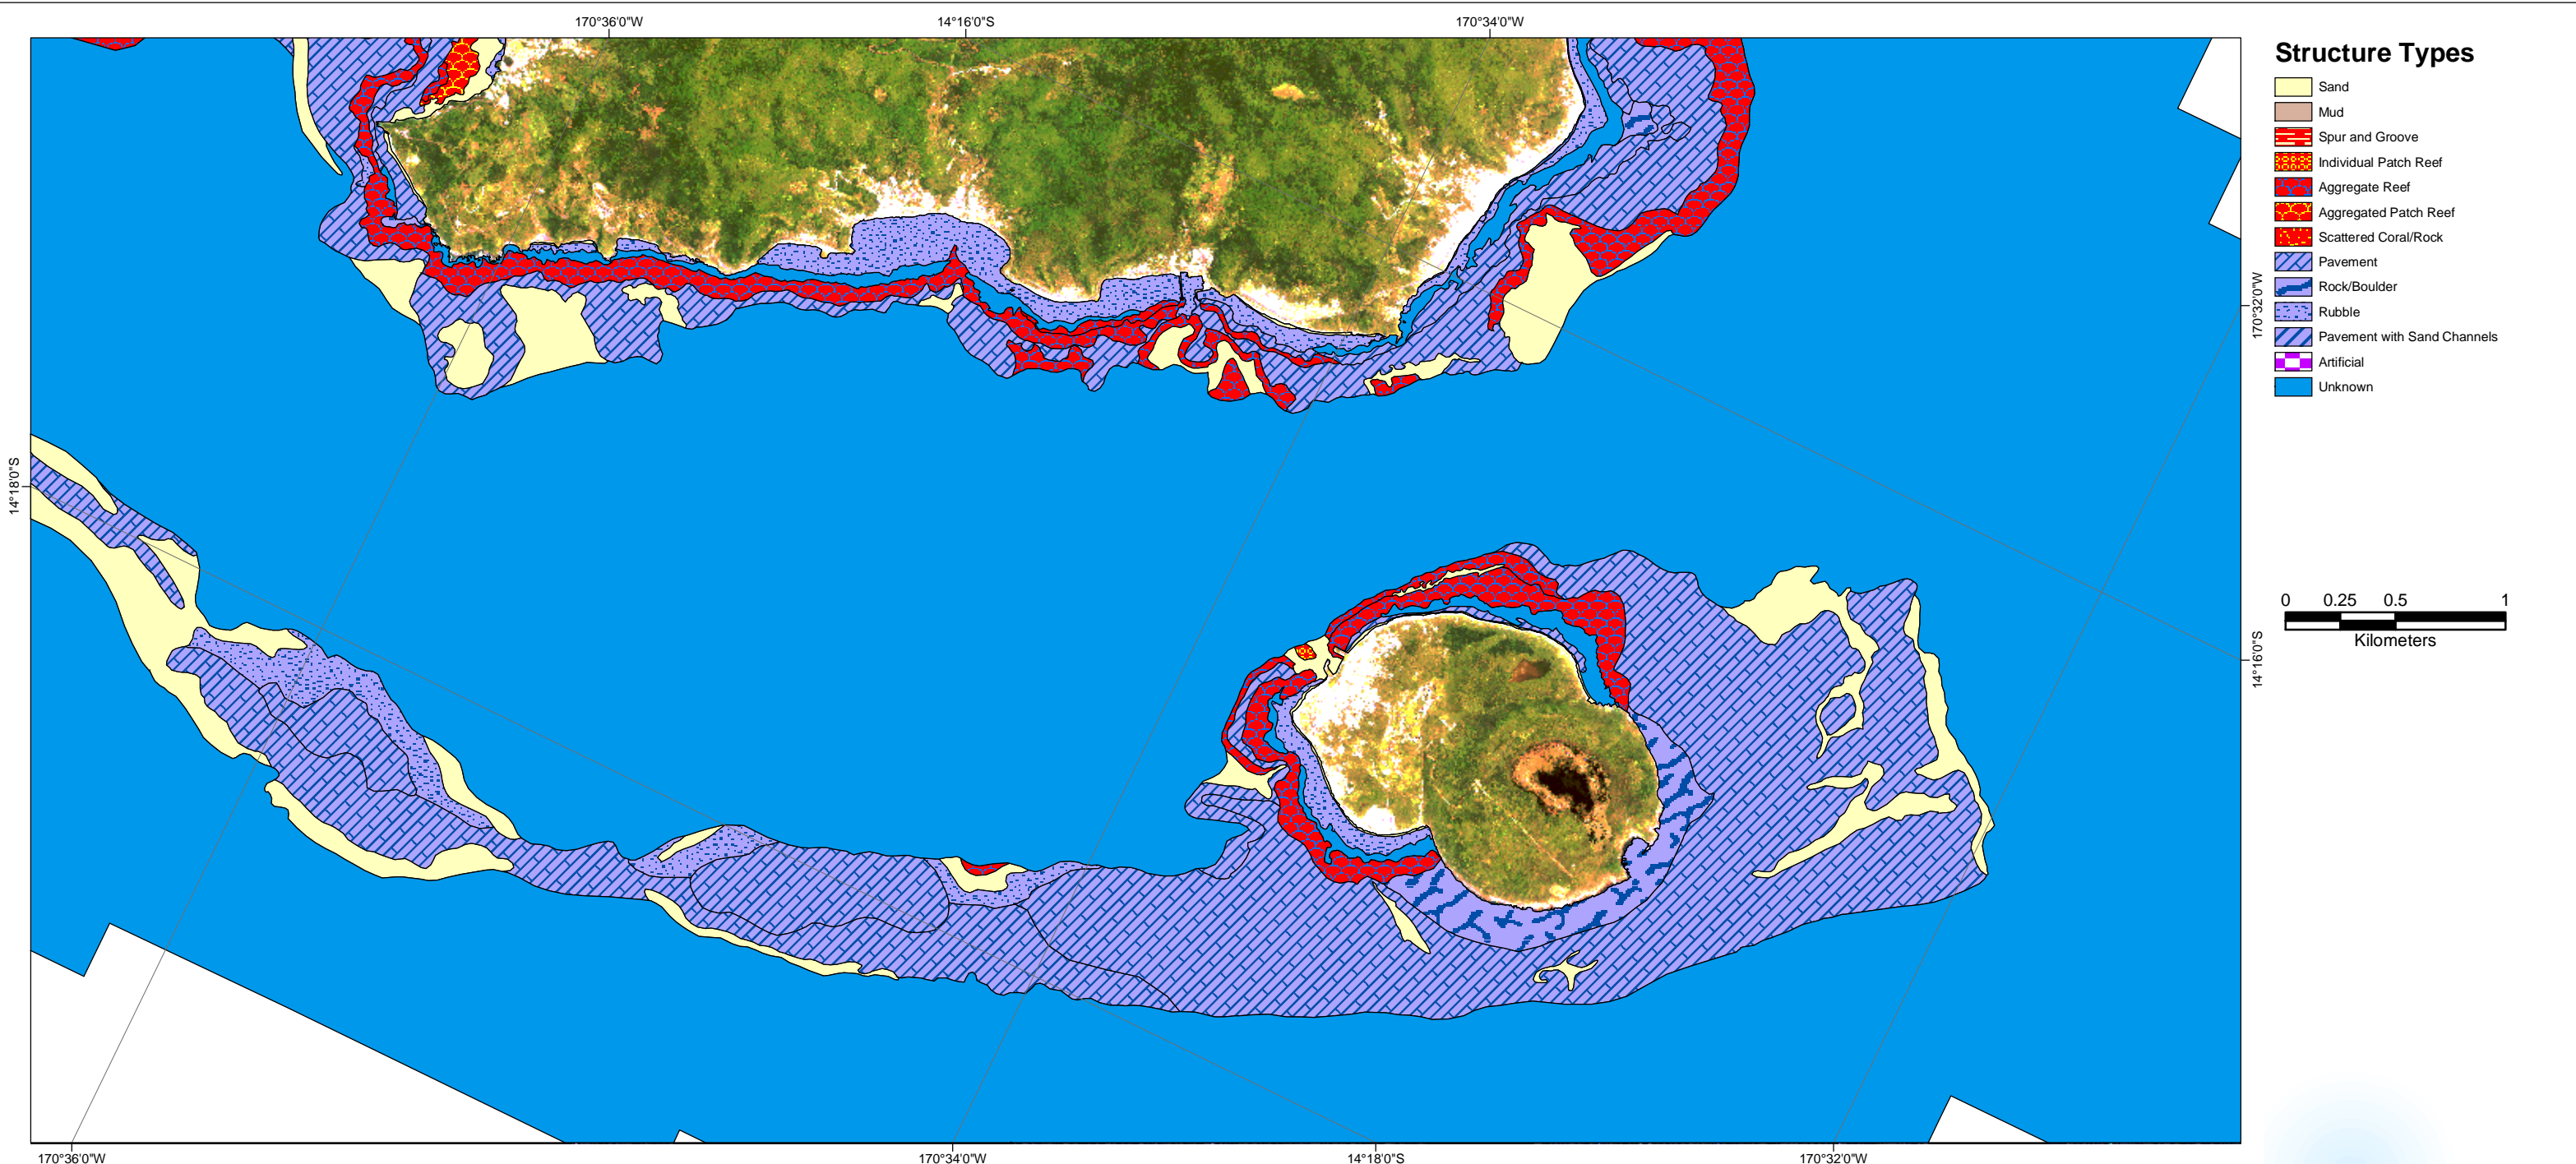 170°36'0"W
14°16'0"S
170°34'0"W
Structure Types
Sand
Mud
Spur and Groove
Individual Patch Reef
Aggregate Reef
Aggregated Patch Reef
Scattered Coral/Rock
Pavement
Rock/Boulder
Rubble
Pavement with Sand Channels
Artificial
Unknown
170°32'0"W
14°18'0"S
0 0.25 0.5 1
Kilometers
14°16'0"S
170°36'0"W
170°34'0"W
14°18'0"S
170°32'0"W